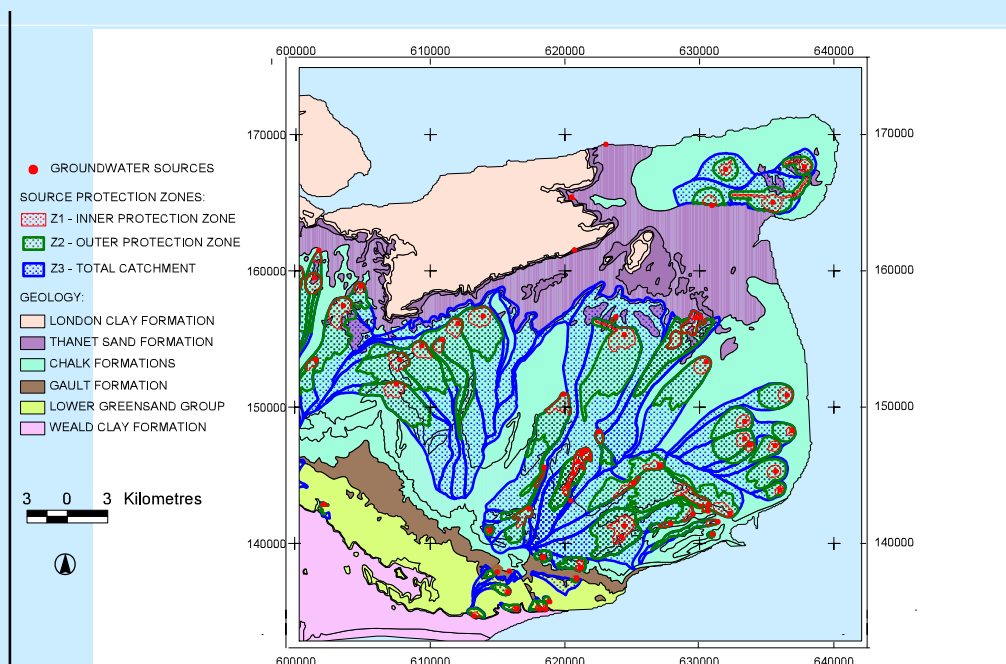 600000 610000 620000 630000 640000
170000 170000
GROUNDWATER SOURCES
SOURCE PROTECTION ZONES:
Z1 - INNER PROTECTION ZONE
Z2 - OUTER PROTECTION ZONE
Z3 - TOTAL CATCHMENT
160000 160000
GEOLOGY:
LONDON CLAY FORMATION
THANET SAND FORMATION
CHALK FORMATIONS
GAULT FORMATION
LOWER GREENSAND GROUP
WEALD CLAY FORMATION
150000 150000
3 0 3 Kilometres
140000 140000
600000 610000 620000 630000 640000